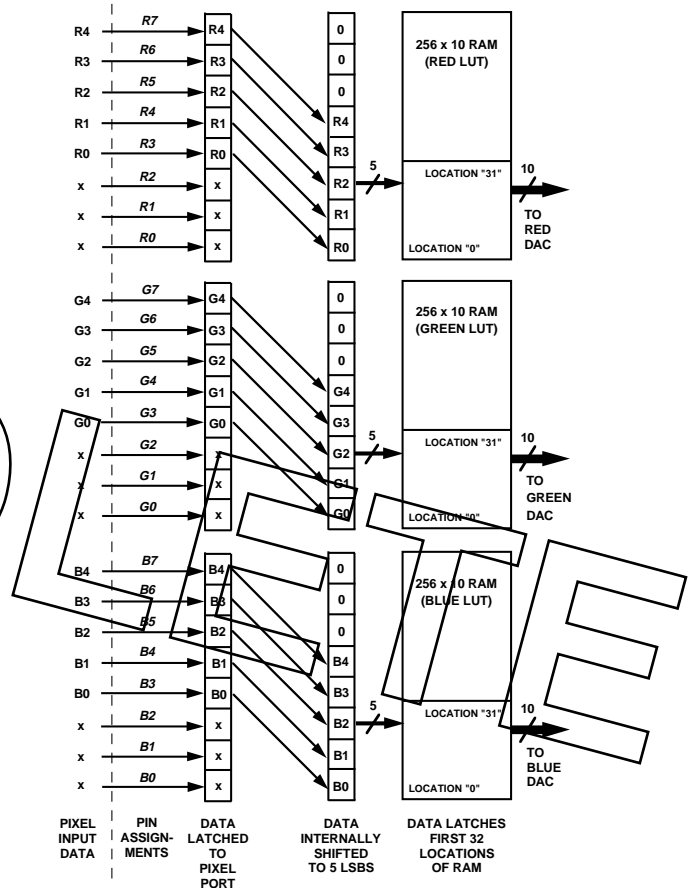 R4 R7 R4 0
R3 R6 R3 0
R2 R5 R2 0
R1 R4 R1 R4
R0 R3 R0 R3
x R2 x R2
x R1 x R1
x R0 x R0
5
256 x 10 RAM
(RED LUT)
LOCATION "31"
LOCATION "0"
10
TO
RED
DAC
G4 G7 G4 0
G3 G6 G3 0
G2 G5 G2 0
G1 G4 G1 G4
G0 G3 G0 G3
x G2 x G2
x G1 x G1
x G0 x G0
5
256 x 10 RAM
(GREEN LUT)
LOCATION "31"
LOCATION "0"
10
TO
GREEN
DAC
B4 B7 B4 0
B3 B6 B3 0
B2 B5 B2 0
B1 B4 B1 B4
B0 B3 B0 B3
x B2 x B2
x B1 x B1
x B0 x B0
5
256 x 10 RAM
(BLUE LUT)
LOCATION "31"
LOCATION "0"
10
TO
BLUE
DAC
PIXEL
INPUT
DATA
PIN
ASSIGN-
MENTS
DATA
LATCHED
TO
PIXEL
PORT
DATA
INTERNALLY
SHIFTED
TO 5 LSBS
DATA LATCHES
FIRST 32
LOCATIONS
OF RAM
LETE